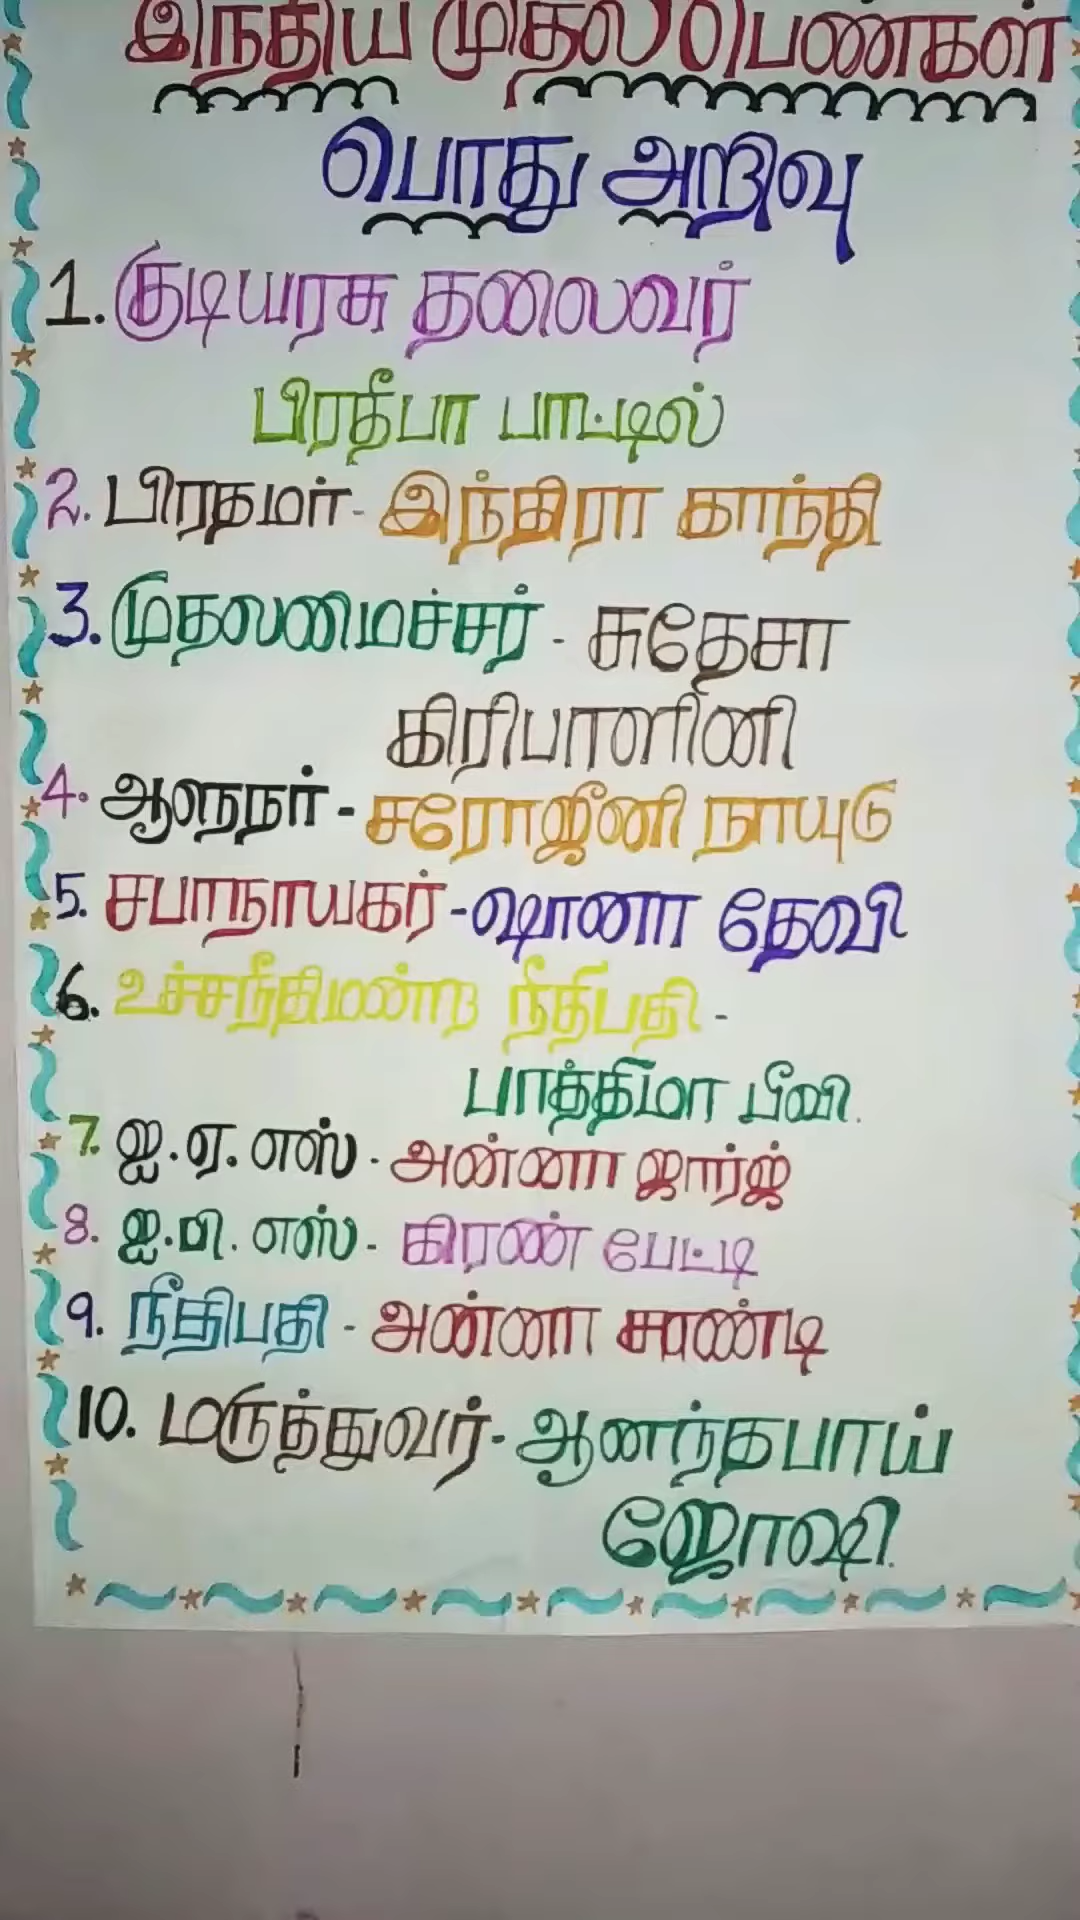 இந்திய முதல் பெண்கள்
பொது அறிவு
1. குடியரசு தலைவர்
பிரதீபா பாட்டில்
2. பிரதமர் - இந்திரா காந்தி
3. முதலமைச்சர் - சுதேசா
கிரிபாளினி
4. ஆளுநர் - சரோஜினி நாயுடு
5. சபாநாயகர் - ஷானா தேவி
6. உச்சநீதிமன்ற நீதிபதி -
பாத்திமா பீவி.
7. ஐ.ஏ.எஸ் - அன்னா ஜார்ஜ்
8. ஐ.பி.எஸ் - கிரண் பேட்டி
9. நீதிபதி - அன்னா சாண்டி
10. மருத்துவர் - ஆனந்தபாய்
ஜோஷி.